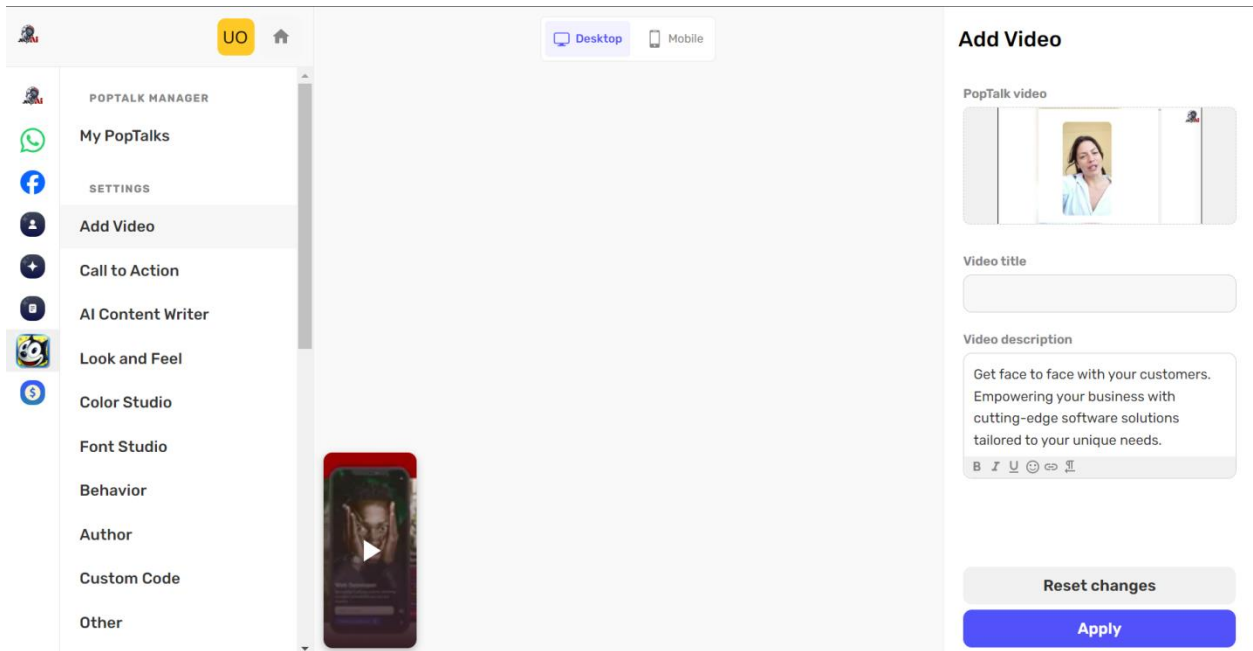 UO
Desktop
Mobile
POPTALK MANAGER
My PopTalks
SETTINGS
Add Video
Call to Action
AI Content Writer
Look and Feel
Color Studio
Font Studio
Behavior
Author
Custom Code
Other
Add Video
PopTalk video
Video title
Video description
Get face to face with your customers.
Empowering your business with
cutting-edge software solutions
tailored to your unique needs.
B I U
Reset changes
Apply